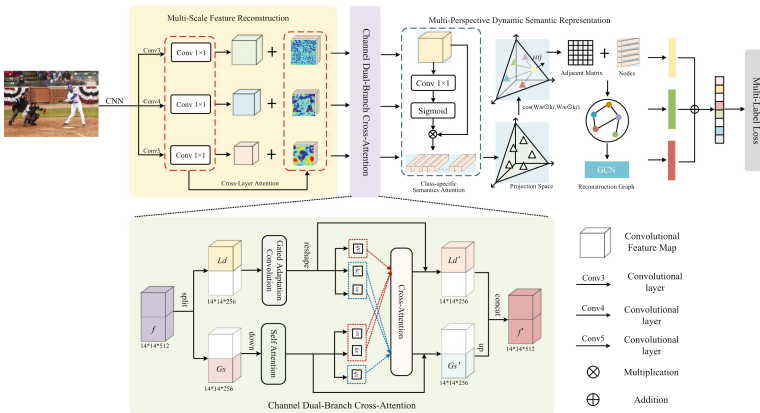 Multi-Scale Feature Reconstruction
Multi-Perspective Dynamic Semantic Representation
CNN
Conv3
Conv4
Conv5
Conv 1×1
Conv 1×1
Conv 1×1
+
+
+
Cross-Layer Attention
Channel Dual-Branch Cross-Attention
Conv 1×1
Sigmoid
Class-specific
Semantics Attention
uij
Projection Space
Adjacent Matrix
+
Nodes
GCN
Reconstruction Graph
Multi-Label Loss
f
14*14*512
split
Ld
14*14*256
Gated Adaptation
Convolution
reshape
Gs
14*14*256
down
Self Attention
Cross-Attention
Ld'
14*14*256
Gs'
14*14*256
concat
up
f'
14*14*512
Channel Dual-Branch Cross-Attention
Convolutional
Feature Map
Conv3
Convolutional
layer
Conv4
Convolutional
layer
Conv5
Convolutional
layer
Multiplication
Addition